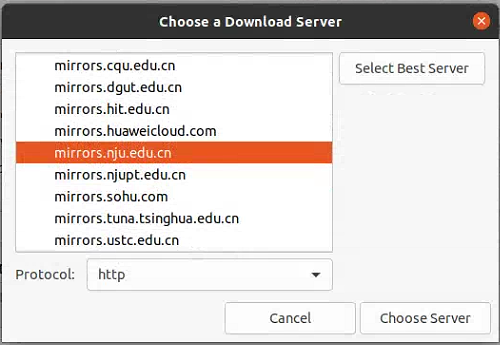 Choose a Download Server
mirrors.cqu.edu.cn
Select Best Server
mirrors.dgut.edu.cn
mirrors.hit.edu.cn
mirrors.huaweicloud.com
mirrors.nju.edu.cn
mirrors.njupt.edu.cn
mirrors.sohu.com
mirrors.tuna.tsinghua.edu.cn
mirrors.ustc.edu.cn
Protocol: http
Cancel Choose Server